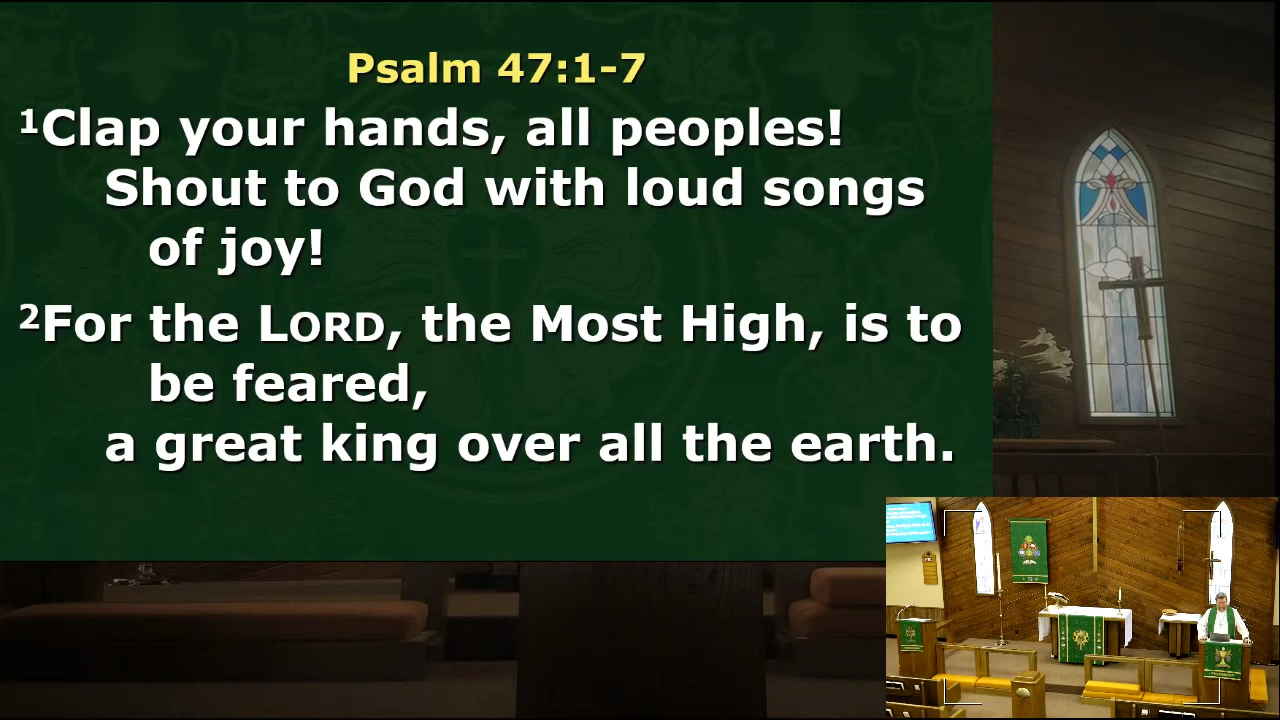 Psalm 47:1-7
¹Clap your hands, all peoples!
Shout to God with loud songs
of joy!
²For the LORD, the Most High, is to
be feared,
a great king over all the earth.